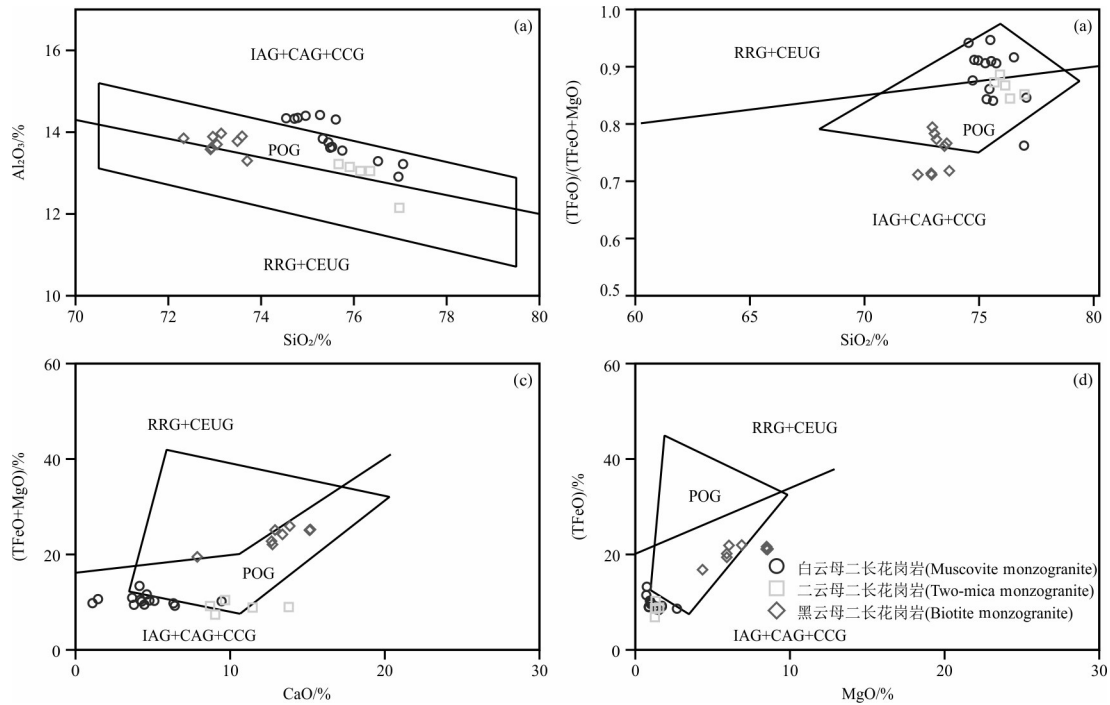 (a)
16
14
12
10
Al₂O₃/%
IAG+CAG+CCG
POG
RRG+CEUG
70
72
74
76
78
80
SiO₂/%
(a)
1.0
0.9
0.8
0.7
0.6
0.5
(TFeO)/(TFeO+MgO)
RRG+CEUG
POG
IAG+CAG+CCG
60
65
70
75
80
SiO₂/%
(c)
60
40
20
0
(TFeO+MgO)/%
RRG+CEUG
POG
IAG+CAG+CCG
10
20
30
CaO/%
(d)
60
40
20
0
(TFeO)/%
RRG+CEUG
POG
白云母二长花岗岩(Muscovite monzogranite)
二云母二长花岗岩(Two-mica monzogranite)
黑云母二长花岗岩(Biotite monzogranite)
IAG+CAG+CCG
0
10
20
30
MgO/%